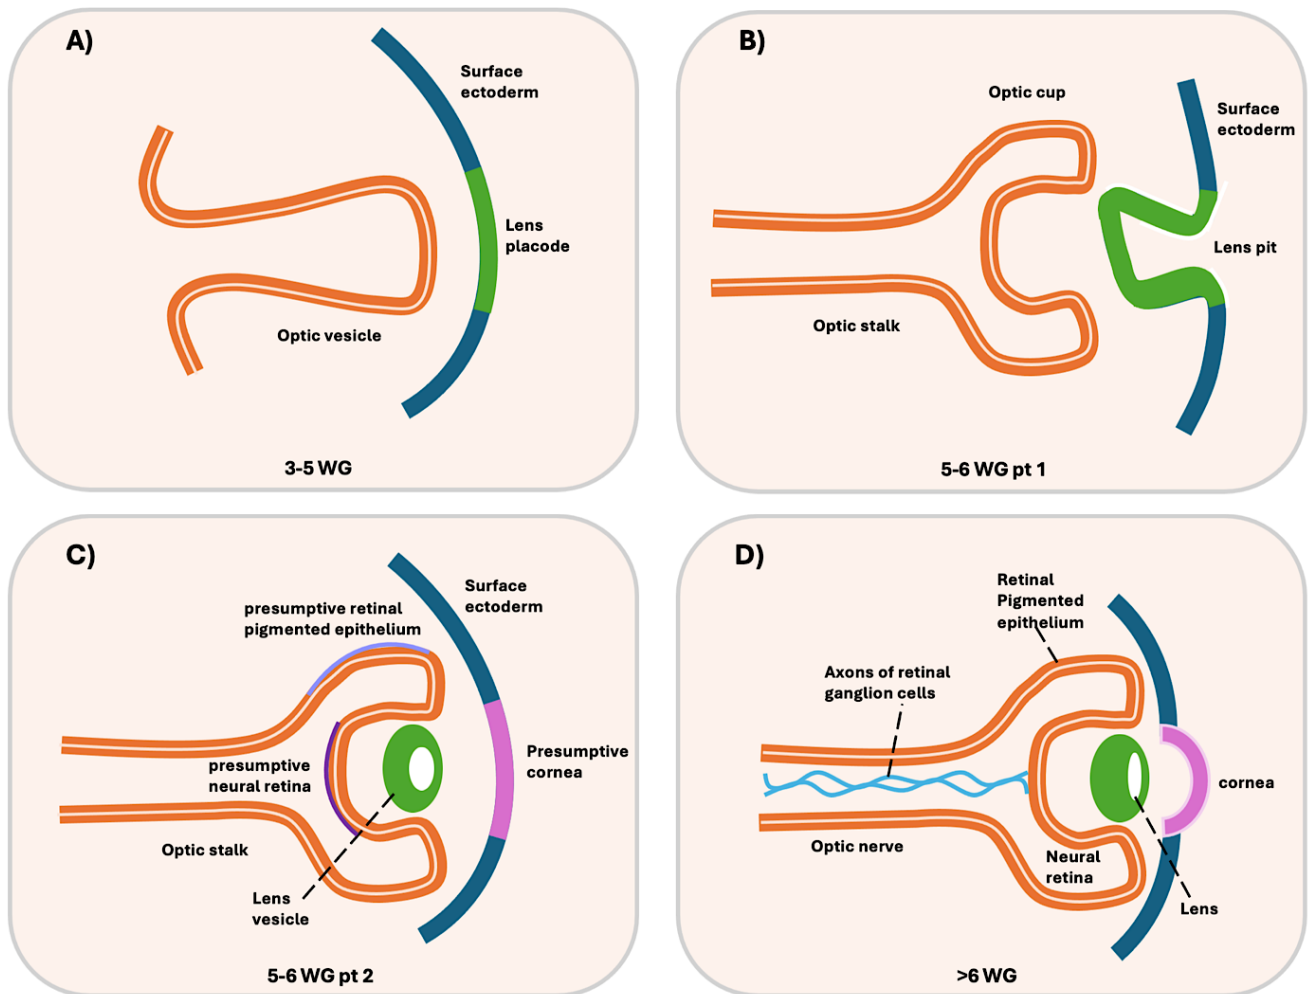 A)
Surface
ectoderm
Lens
placode
Optic vesicle
3-5 WG
B)
Optic cup
Surface
ectoderm
Lens pit
Optic stalk
5-6 WG pt 1
C)
Surface
ectoderm
presumptive retinal
pigmented epithelium
Presumptive
cornea
presumptive
neural retina
Optic stalk
Lens
vesicle
5-6 WG pt 2
D)
Retinal
Pigmented
epithelium
Axons of retinal
ganglion cells
cornea
Optic nerve
Neural
retina
Lens
>6 WG